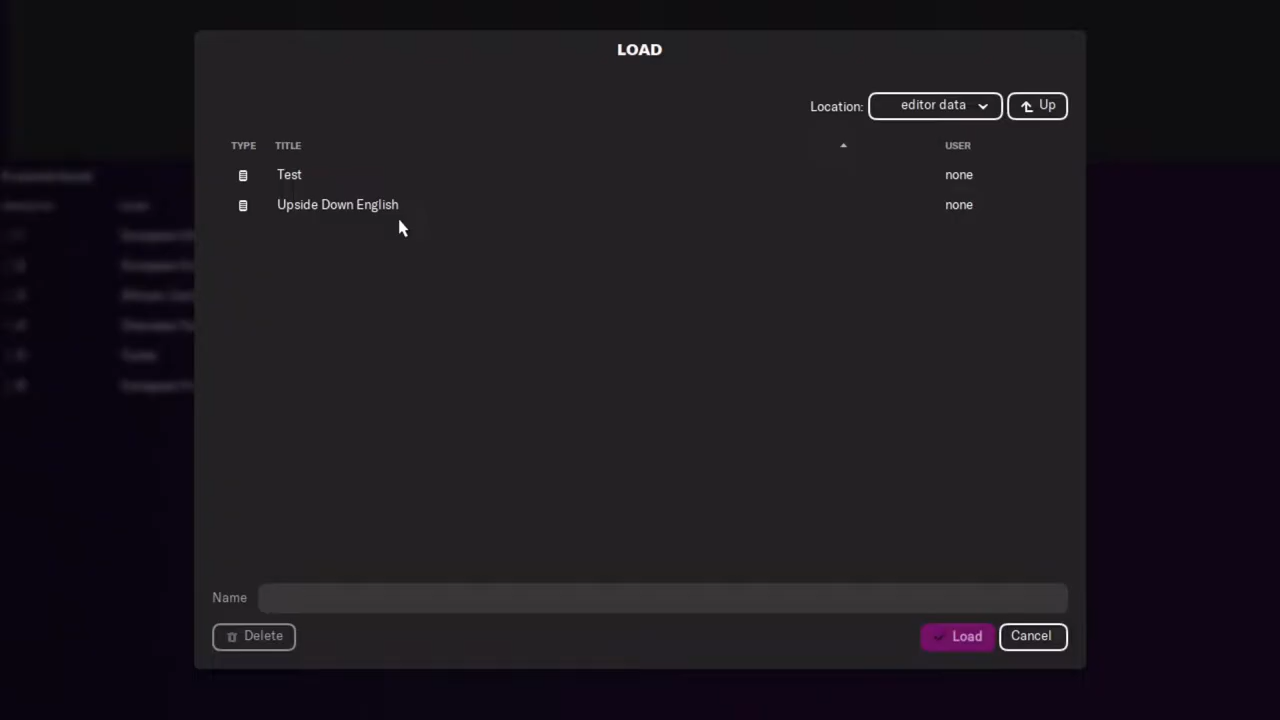 LOAD
Location: editor data Up
TYPE TITLE USER
Test none
Upside Down English none
Name
Delete Load Cancel